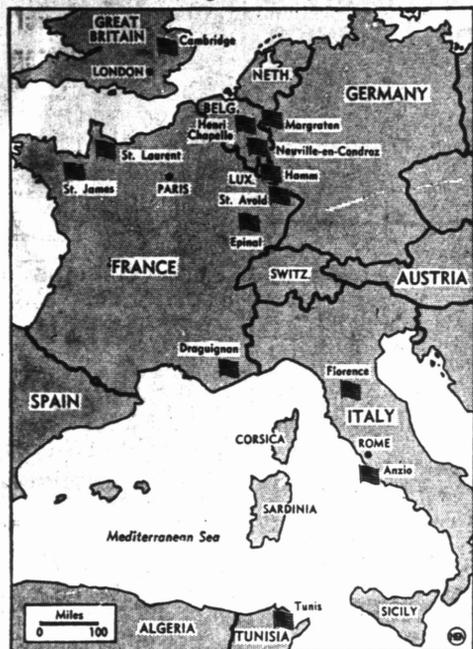 GREAT
BRITAIN
Cambridge
LONDON
NETH.
GERMANY
BELG.
Henri
Chapelle
Margraten
Neuville-en-Condroz
St. Laurent
St. James
PARIS
LUX.
Hamm
St. Avold
Epinal
FRANCE
SWITZ.
AUSTRIA
Draguignan
Florence
SPAIN
ITALY
CORSICA
ROME
Anzio
SARDINIA
Mediterranean Sea
Tunis
SICILY
Miles
0 100
ALGERIA
TUNISIA